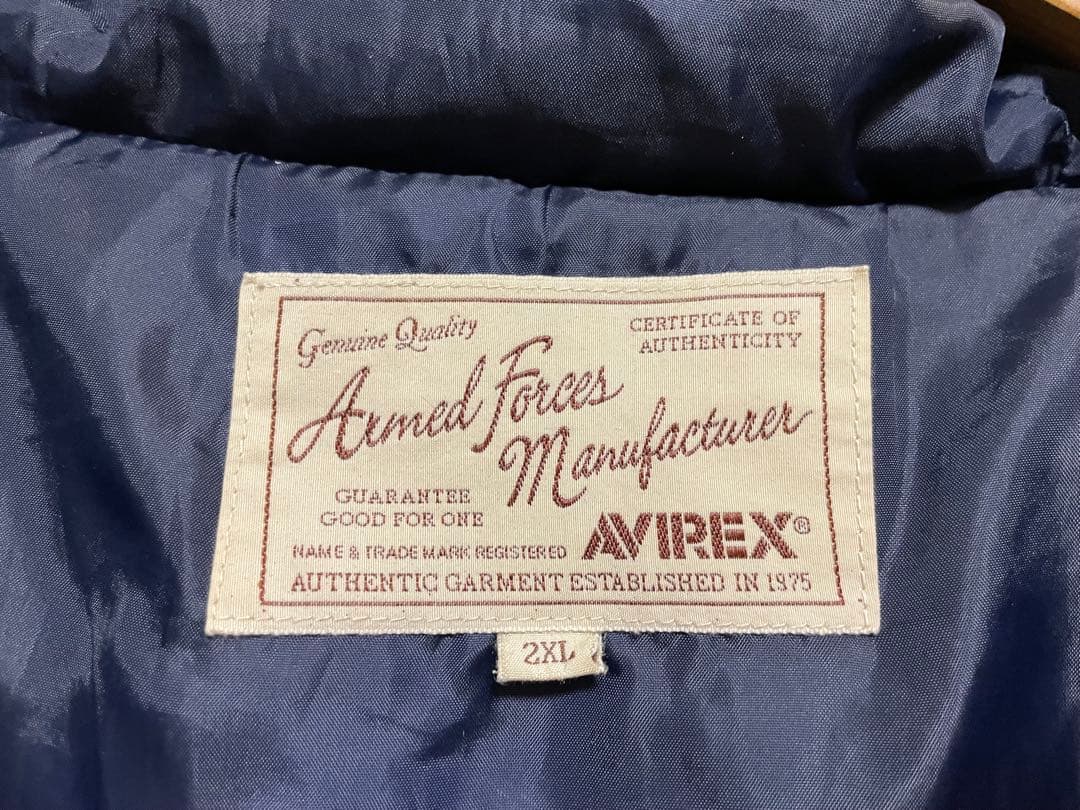 Genuine Quality
CERTIFICATE OF
AUTHENTICITY
Armed Forces
Manufacturer
GUARANTEE
GOOD FOR ONE
NAME & TRADE MARK REGISTERED
AVIREX®
AUTHENTIC GARMENT ESTABLISHED IN 1975
2XL